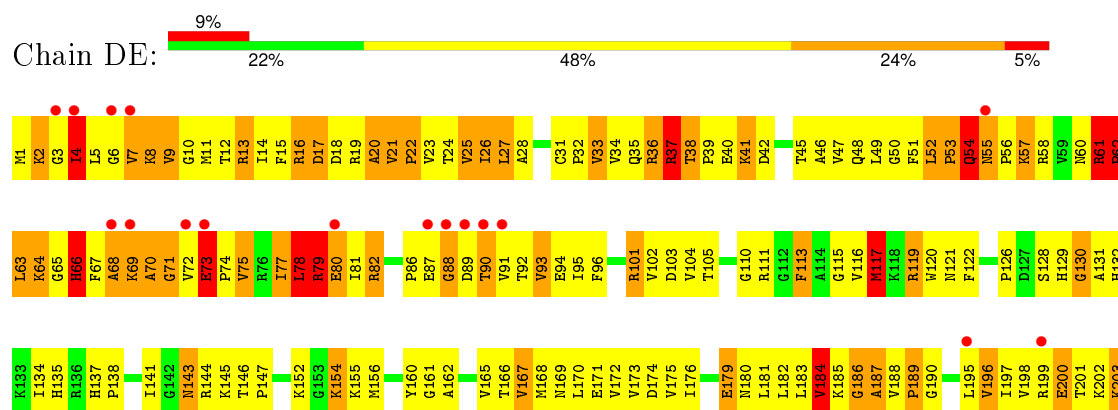 9%
Chain DE:
22% 48% 24% 5%
M1 K2 G3 I4 L5 G6 V7 K8 V9 G10 M11 T12 R13 I14 F15 R16 D17 D18 R19 A20 V21 P22 V23 T24 V25 I26 L27 A28 C31 P32 V33 V34 Q35 R36 R37 T38 P39 E40 K41 D42 T45 A46 V47 Q48 L49 G50 F51 L52 P53 Q54 N55 P56 K57 R58 V59 N60 R61
L63 K64 G65 H66 F67 A68 K69 A70 G71 V72 E73 P74 V75 R76 I77 L78 A79 E80 I81 R82 P86 E87 G88 D89 T90 V91 T92 V93 E94 I95 F96 R101 V102 D103 V104 T105 G110 R111 G112 F113 A114 G115 V116 M117 K118 R119 W120 N121 F122 P126 D127 S128 H129 G130 A131 H132
K133 I134 H135 R136 H137 P138 I141 G142 N143 R144 K145 T146 P147 K152 G153 K154 K155 M156 Y160 G161 A162 V165 T166 V167 M168 N169 L170 E171 V172 V173 D174 V175 I176 E179 N180 L181 L182 L183 V184 K185 G186 A187 V188 P189 G190 L195 V196 I197 V198 R199 E200 T201 K202